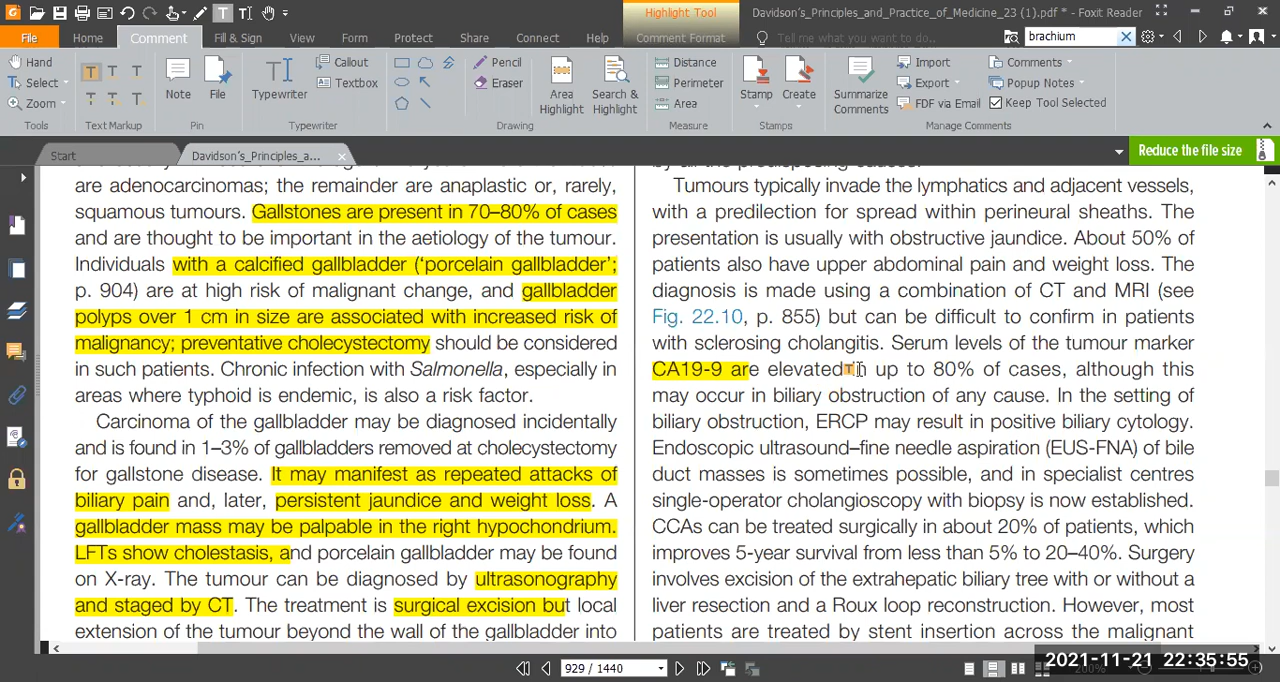 Highlight Tool
Davidson's_Principles_and_Practice_of_Medicine_23 (1).pdf * - Foxit Reader
File Home Comment Fill & Sign View Form Protect Share Connect Help Comment Format Tell me what you want to do.. brachium
Hand
Select
Zoom
Tools
Text Markup
Note
File
Pin
Typewriter
Callout
Textbox
Typewriter
Pencil
Eraser
Drawing
Area Highlight
Search & Highlight
Distance
Perimeter
Area
Measure
Stamp
Create
Stamps
Summarize Comments
Import
Export
FDF via Email
Comments
Popup Notes
Keep Tool Selected
Manage Comments
Start
Davidson's_Principles_a...
Reduce the file size
are adenocarcinomas; the remainder are anaplastic or, rarely,
squamous tumours. Gallstones are present in 70–80% of cases
and are thought to be important in the aetiology of the tumour.
Individuals with a calcified gallbladder ('porcelain gallbladder';
p. 904) are at high risk of malignant change, and gallbladder
polyps over 1 cm in size are associated with increased risk of
malignancy; preventative cholecystectomy should be considered
in such patients. Chronic infection with Salmonella, especially in
areas where typhoid is endemic, is also a risk factor.
Carcinoma of the gallbladder may be diagnosed incidentally
and is found in 1–3% of gallbladders removed at cholecystectomy
for gallstone disease. It may manifest as repeated attacks of
biliary pain and, later, persistent jaundice and weight loss. A
gallbladder mass may be palpable in the right hypochondrium.
LFTs show cholestasis, and porcelain gallbladder may be found
on X-ray. The tumour can be diagnosed by ultrasonography
and staged by CT. The treatment is surgical excision but local
extension of the tumour beyond the wall of the gallbladder into
by all the predisposing causes.
Tumours typically invade the lymphatics and adjacent vessels,
with a predilection for spread within perineural sheaths. The
presentation is usually with obstructive jaundice. About 50% of
patients also have upper abdominal pain and weight loss. The
diagnosis is made using a combination of CT and MRI (see
Fig. 22.10, p. 855) but can be difficult to confirm in patients
with sclerosing cholangitis. Serum levels of the tumour marker
CA19-9 are elevated in up to 80% of cases, although this
may occur in biliary obstruction of any cause. In the setting of
biliary obstruction, ERCP may result in positive biliary cytology.
Endoscopic ultrasound–fine needle aspiration (EUS-FNA) of bile
duct masses is sometimes possible, and in specialist centres
single-operator cholangioscopy with biopsy is now established.
CCAs can be treated surgically in about 20% of patients, which
improves 5-year survival from less than 5% to 20–40%. Surgery
involves excision of the extrahepatic biliary tree with or without a
liver resection and a Roux loop reconstruction. However, most
patients are treated by stent insertion across the malignant
929 / 1440
2021-11-21 22:35:55